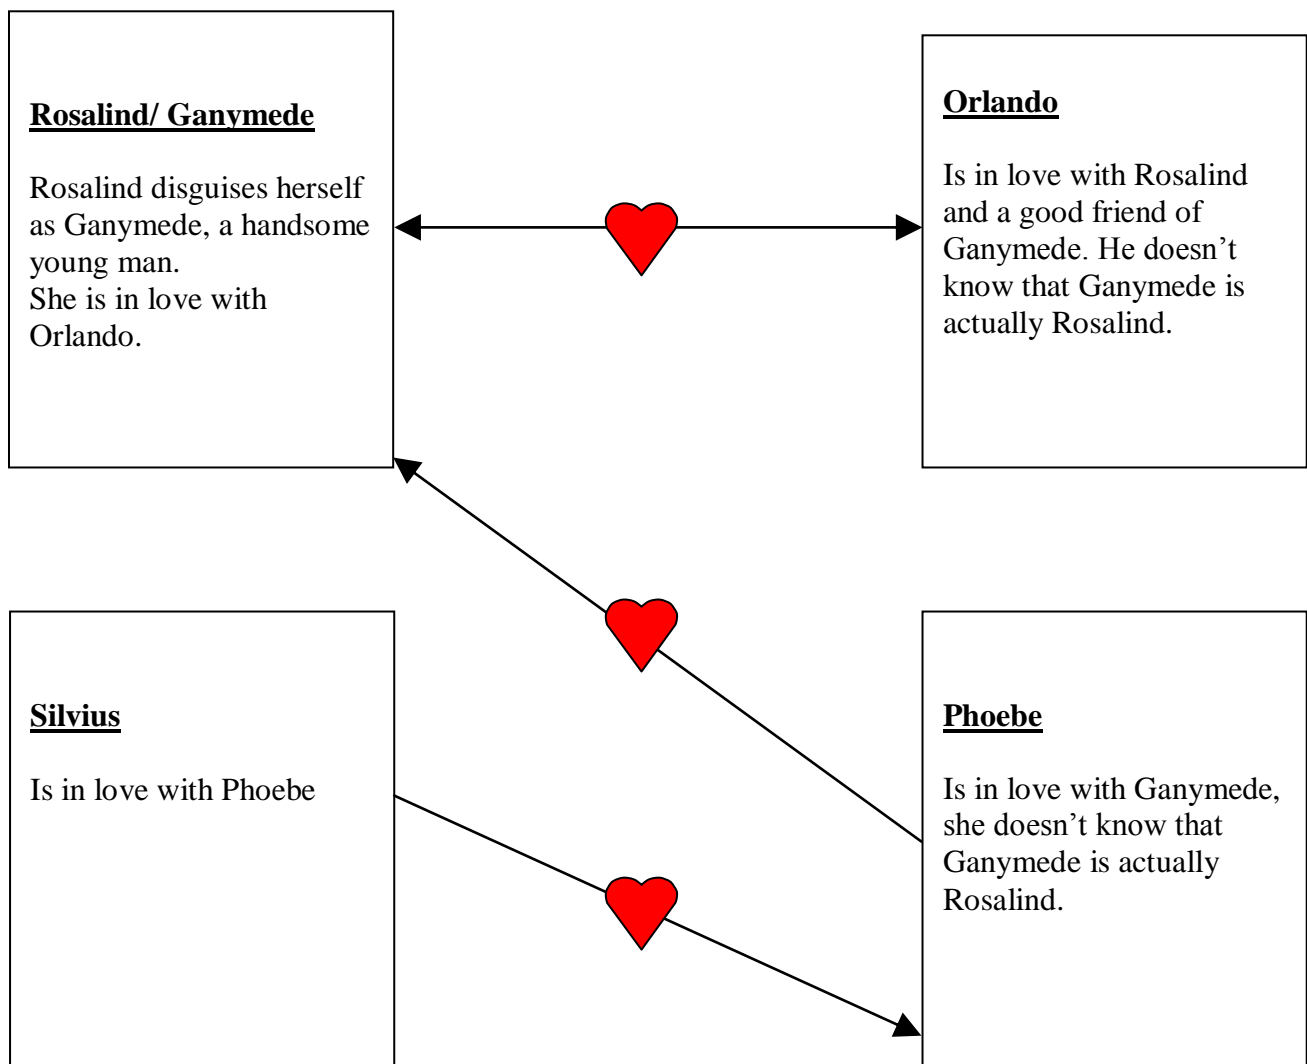 Rosalind/ Ganymede
Rosalind disguises herself
as Ganymede, a handsome
young man.
She is in love with
Orlando.
Orlando
Is in love with Rosalind
and a good friend of
Ganymede. He doesn’t
know that Ganymede is
actually Rosalind.
Silvius
Is in love with Phoebe
Phoebe
Is in love with Ganymede,
she doesn’t know that
Ganymede is actually
Rosalind.